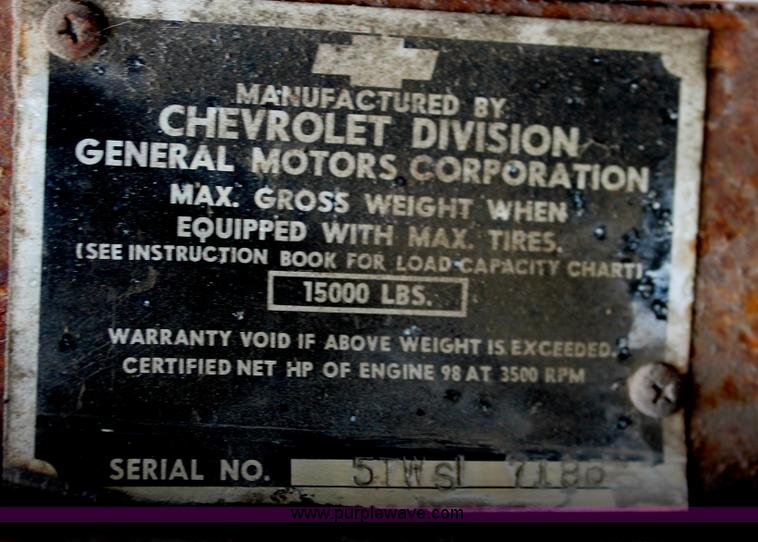 MANUFACTURED BY
CHEVROLET DIVISION
GENERAL MOTORS CORPORATION
MAX. GROSS WEIGHT WHEN
EQUIPPED WITH MAX. TIRES.
(SEE INSTRUCTION BOOK FOR LOAD CAPACITY CHART)
15000 LBS.
WARRANTY VOID IF ABOVE WEIGHT IS EXCEEDED.
CERTIFIED NET HP OF ENGINE 98 AT 3500 RPM
SERIAL NO.
www.purplewave.com